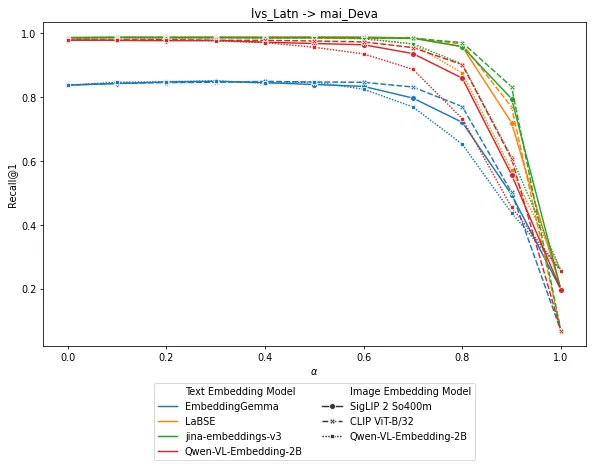 lvs_Latn -> mai_Deva
Recall@1
1.0
0.8
0.6
0.4
0.2
0.0 0.2 0.4 0.6 0.8 1.0
α
Text Embedding Model Image Embedding Model
EmbeddingGemma SigLIP 2 So400m
LaBSE CLIP ViT-B/32
jina-embeddings-v3 Qwen-VL-Embedding-2B
Qwen-VL-Embedding-2B